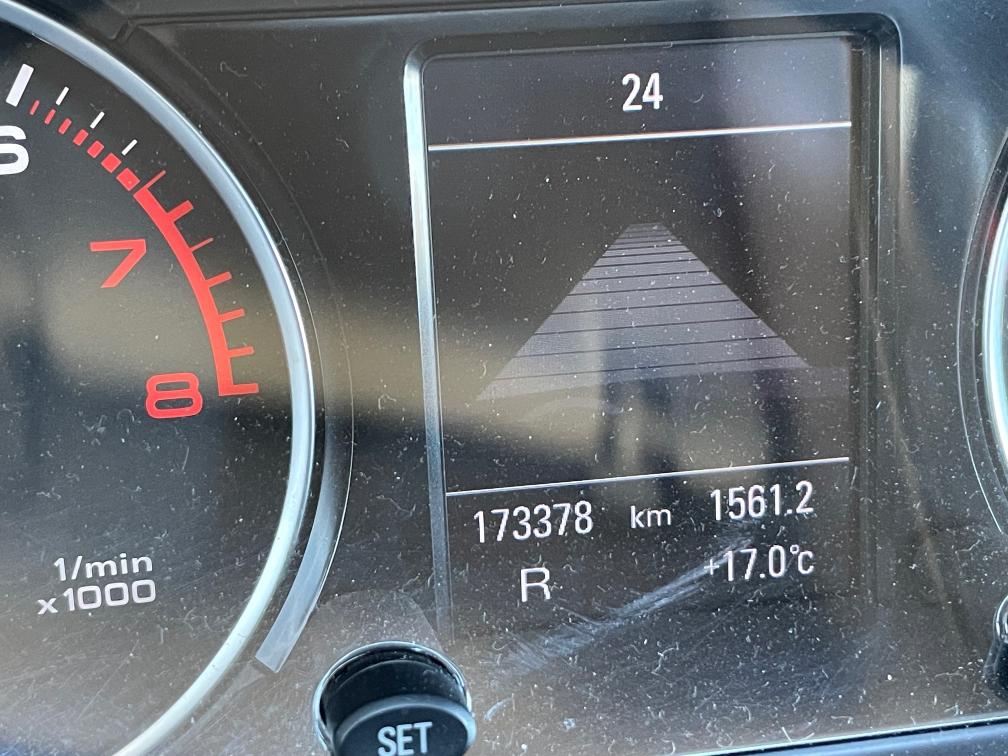 24
6
7
8
1/min
x1000
173378 km 1561.2
R +17.0°C
SET